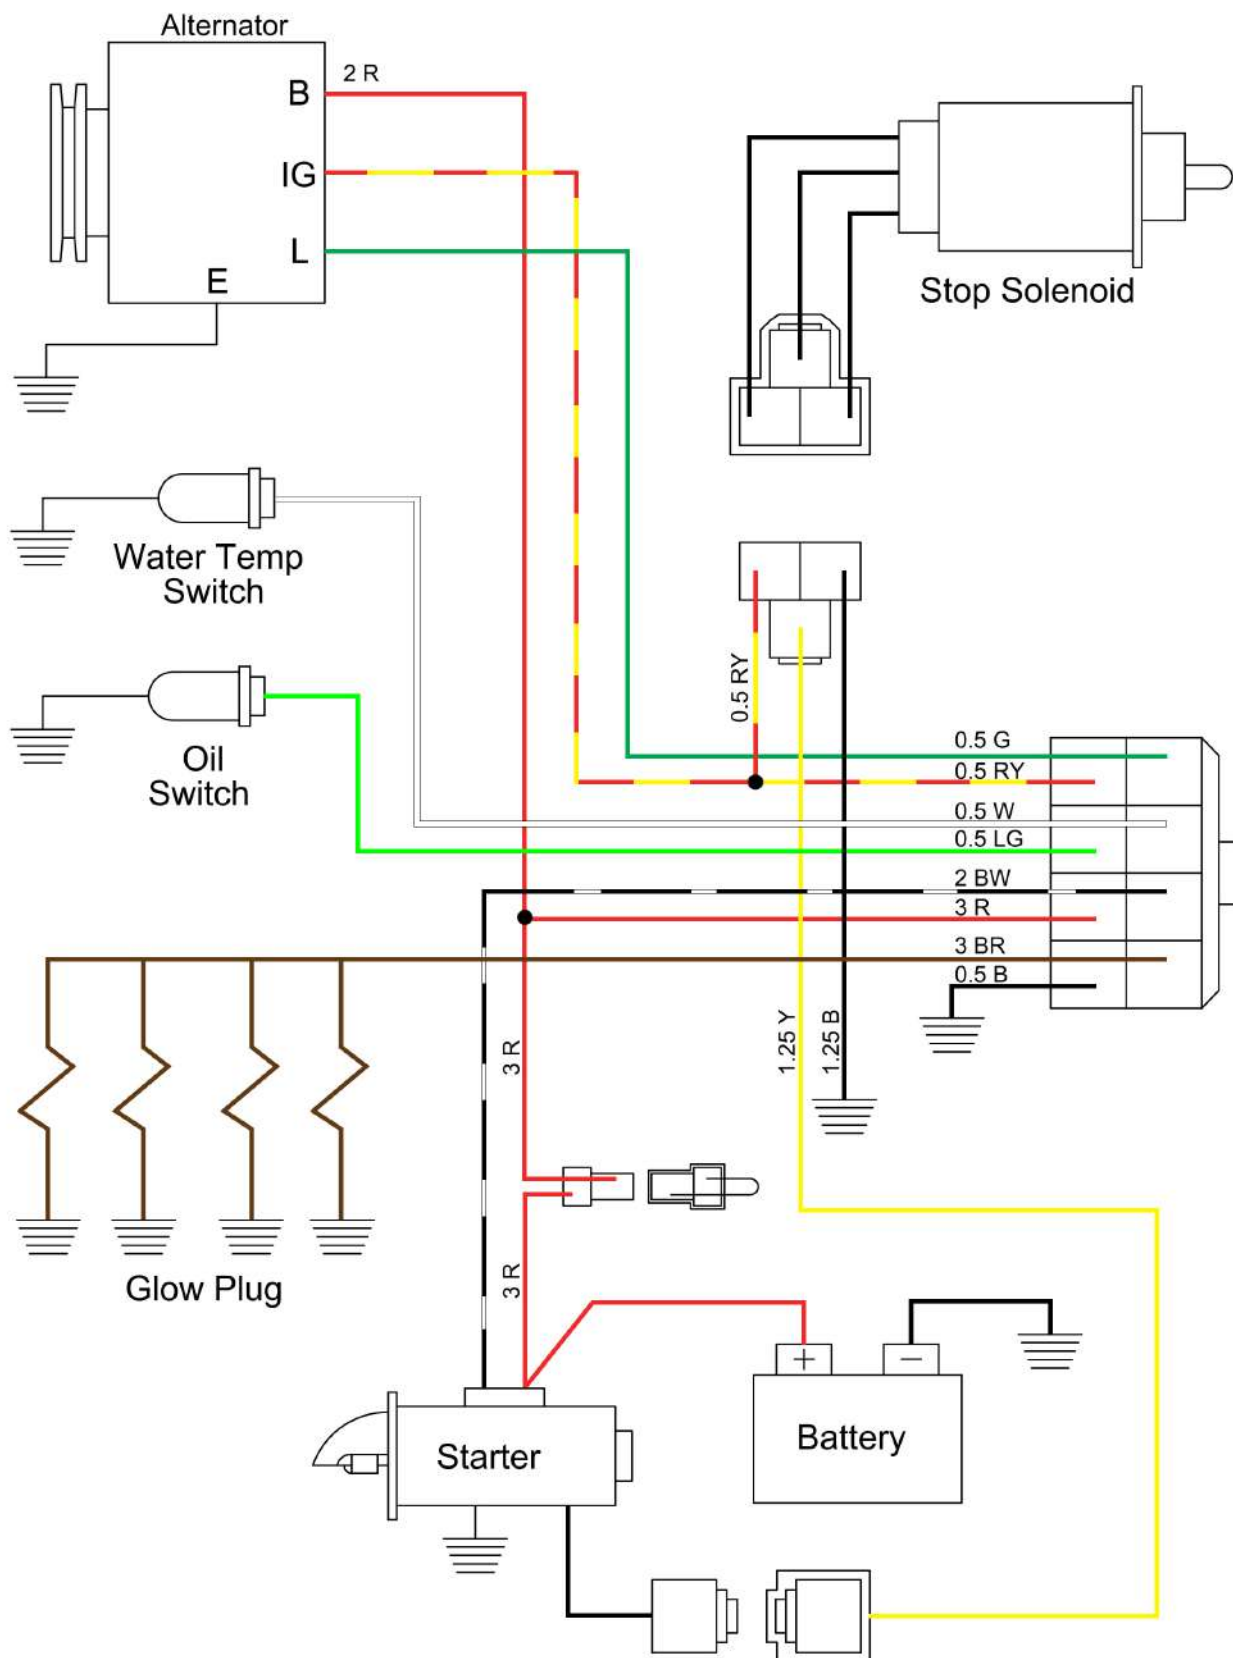 Alternator
B
2 R
IG
L
E
Stop Solenoid
Water Temp
Switch
0.5 RY
Oil
Switch
0.5 G
0.5 RY
0.5 W
0.5 LG
2 BW
3 R
3 BR
0.5 B
3 R
1.25 Y
1.25 B
3 R
Glow Plug
+
−
Starter
Battery